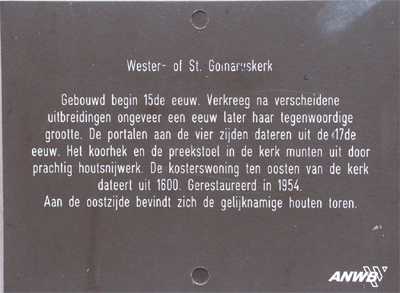 Wester- of St. Gomaruskerk
Gebouwd begin 15de eeuw. Verkreeg na verscheidene
uitbreidingen ongeveer een eeuw later haar tegenwoordige
grootte. De portalen aan de vier zijden dateren uit de 17de
eeuw. Het koorhek en de preekstoel in de kerk munten uit door
prachtig houtsnijwerk. De kosterswoning ten oosten van de kerk
dateert uit 1600. Gerestaureerd in 1954.
Aan de oostzijde bevindt zich de gelijknamige houten toren.
ANWB